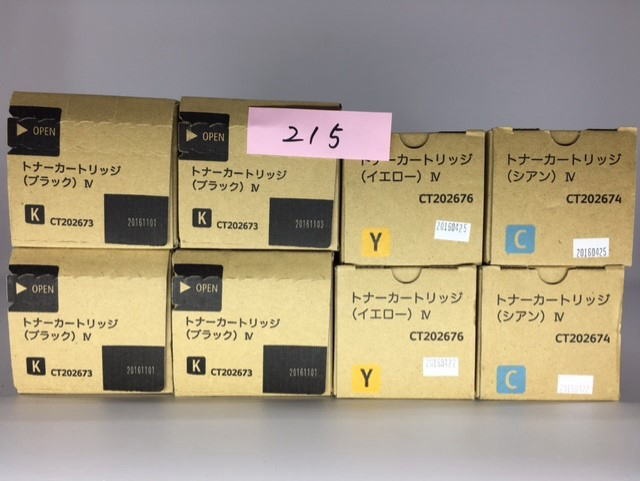 215
OPEN
トナーカートリッジ
（ブラック）Ⅳ
K CT202673
20161101
OPEN
トナーカートリッジ
（ブラック）Ⅳ
K CT202673
20161103
トナーカートリッジ
（イエロー）Ⅳ
CT202676
Y
20160425
トナーカートリッジ
（シアン）Ⅳ
CT202674
C
20160425
OPEN
トナーカートリッジ
（ブラック）Ⅳ
K CT202673
20161101
OPEN
トナーカートリッジ
（ブラック）Ⅳ
K CT202673
20161101
トナーカートリッジ
（イエロー）Ⅳ
CT202676
Y
トナーカートリッジ
（シアン）Ⅳ
CT202674
C